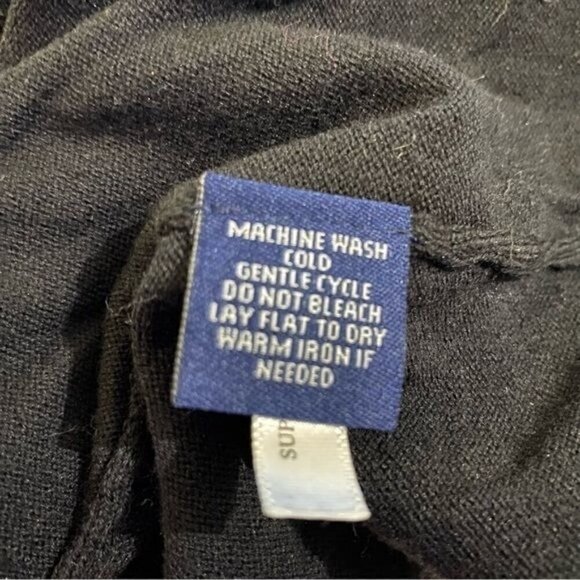 MACHINE WASH
COLD
GENTLE CYCLE
DO NOT BLEACH
LAY FLAT TO DRY
WARM IRON IF
NEEDED